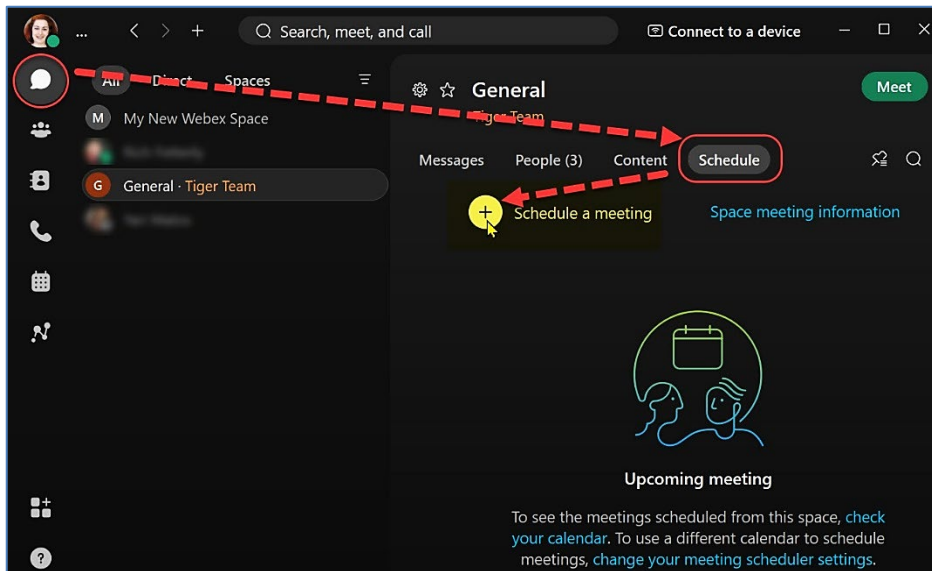 ... Search, meet, and call Connect to a device
All Direct Spaces
General
Meet
Tiger Team
M My New Webex Space
G General · Tiger Team
Messages People (3) Content Schedule
Schedule a meeting Space meeting information
Upcoming meeting
To see the meetings scheduled from this space, check
your calendar. To use a different calendar to schedule
meetings, change your meeting scheduler settings.